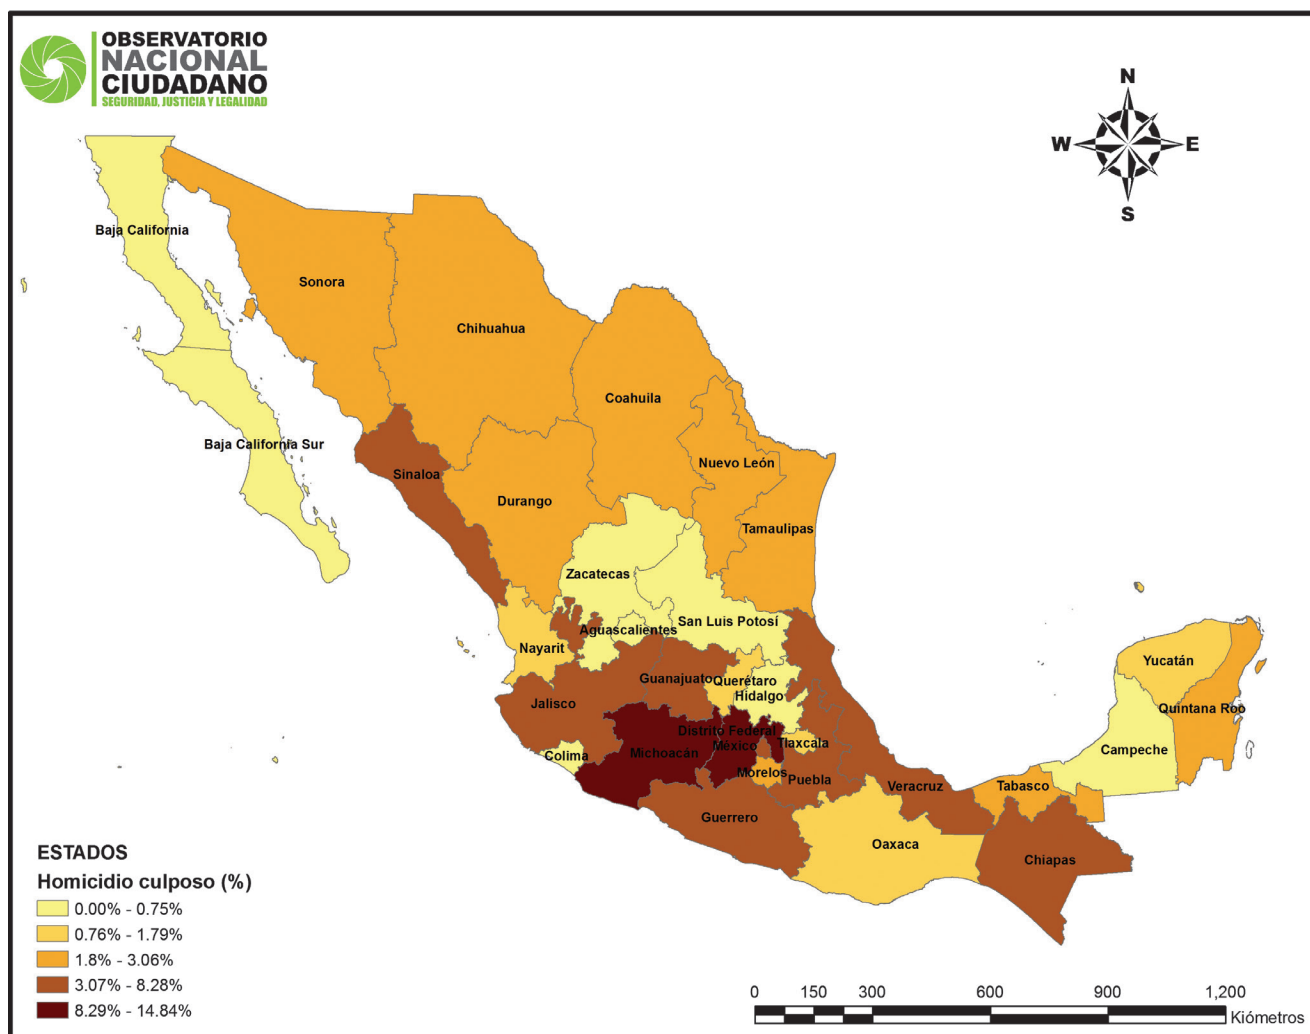 OBSERVATORIO
NACIONAL
CIUDADANO
SEGURIDAD, JUSTICIA Y LEGALIDAD
N
W E
S
Baja California
Sonora
Chihuahua
Coahuila
Baja California Sur
Nuevo León
Sinaloa
Durango
Tamaulipas
Zacatecas
San Luis Potosí
Aguascalientes
Nayarit
Yucatán
Guanajuato
Querétaro
Hidalgo
Jalisco
Quintana Roo
Distrito Federal
México
Tlaxcala
Michoacán
Colima
Campeche
Morelos
Puebla
Veracruz
Tabasco
Guerrero
Oaxaca
Chiapas
ESTADOS
Homicidio culposo (%)
0.00% - 0.75%
0.76% - 1.79%
1.8% - 3.06%
3.07% - 8.28%
8.29% - 14.84%
0 150 300 600 900 1,200
Kiómetros